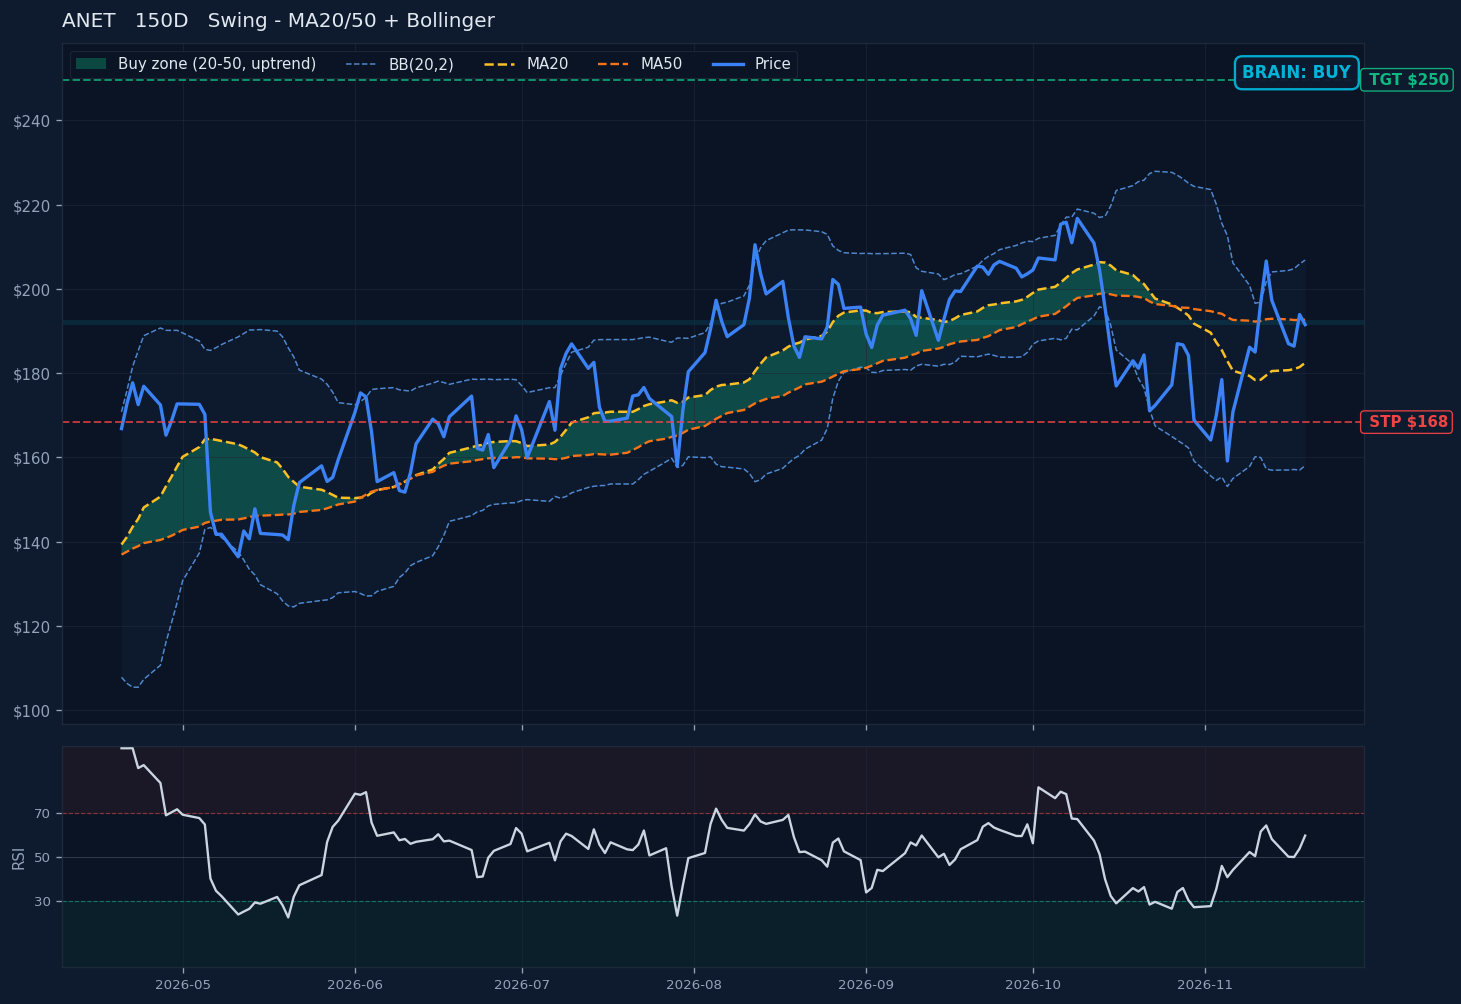 ANET   150D   Swing - MA20/50 + Bollinger
Buy zone (20-50, uptrend)   BB(20,2)   MA20   MA50   Price
BRAIN: BUY
TGT $250
$240
$220
$200
$180
STP $168
$160
$140
$120
$100
70
50
30
RSI
2026-05   2026-06   2026-07   2026-08   2026-09   2026-10   2026-11